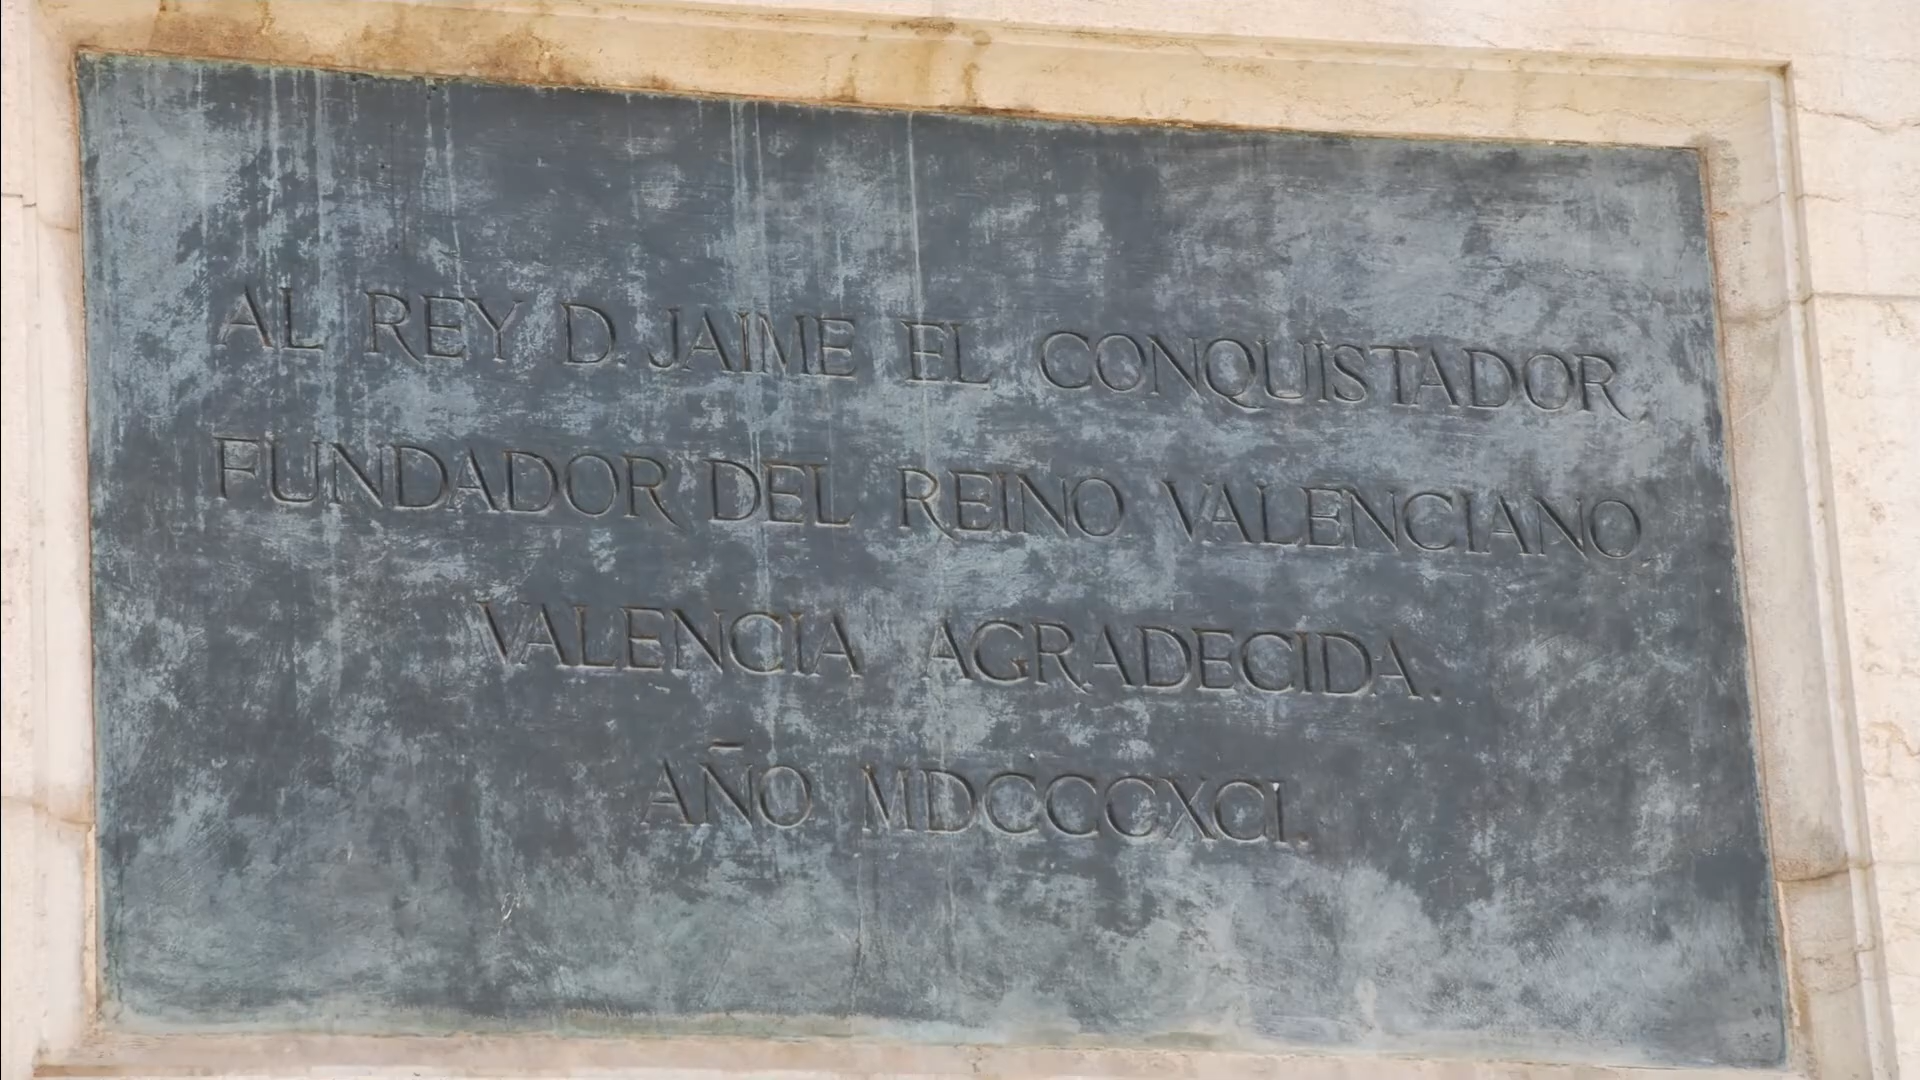 AL REY D. JAIME EL CONQUISTADOR
FUNDADOR DEL REINO VALENCIANO
VALENCIA AGRADECIDA.
AÑO MDCCCXCI.